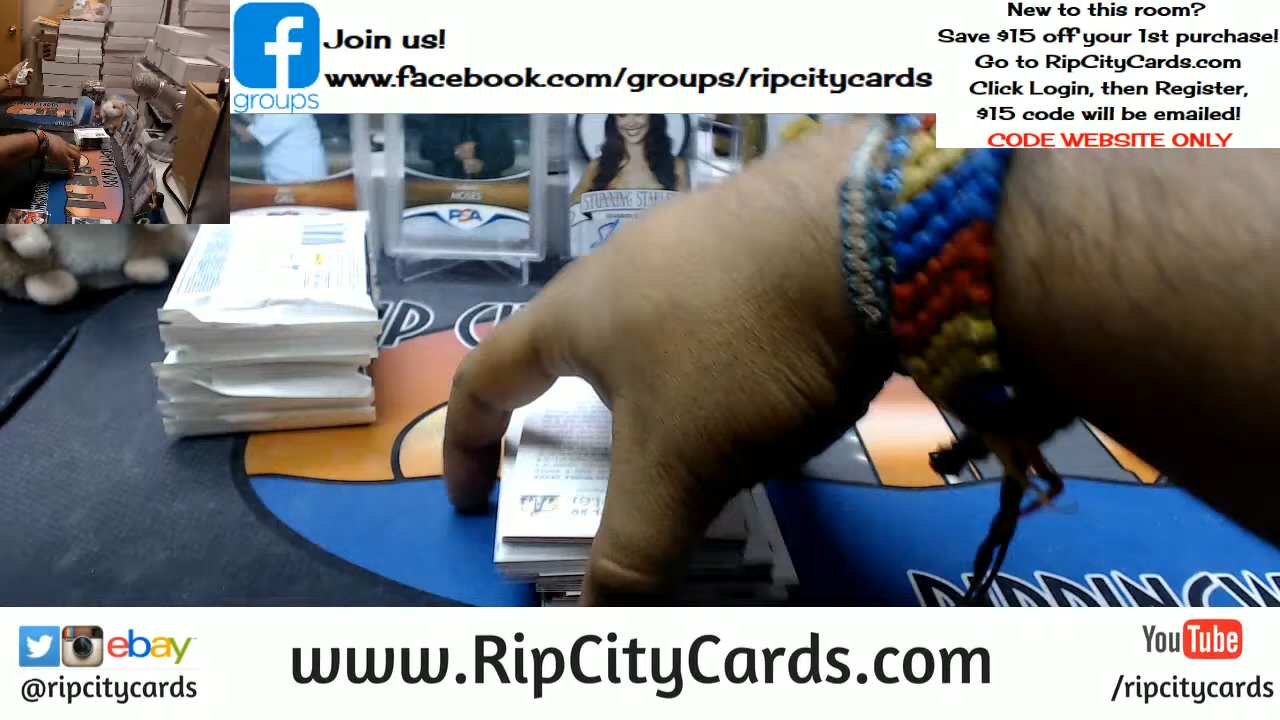 Join us!
www.facebook.com/groups/ripcitycards
groups
New to this room?
Save $15 off your 1st purchase!
Go to RipCityCards.com
Click Login, then Register,
$15 code will be emailed!
CODE WEBSITE ONLY
GILL
MOSES
PSA
STUNNING STARS
ebay
@ripcitycards
www.RipCityCards.com
YouTube
/ripcitycards